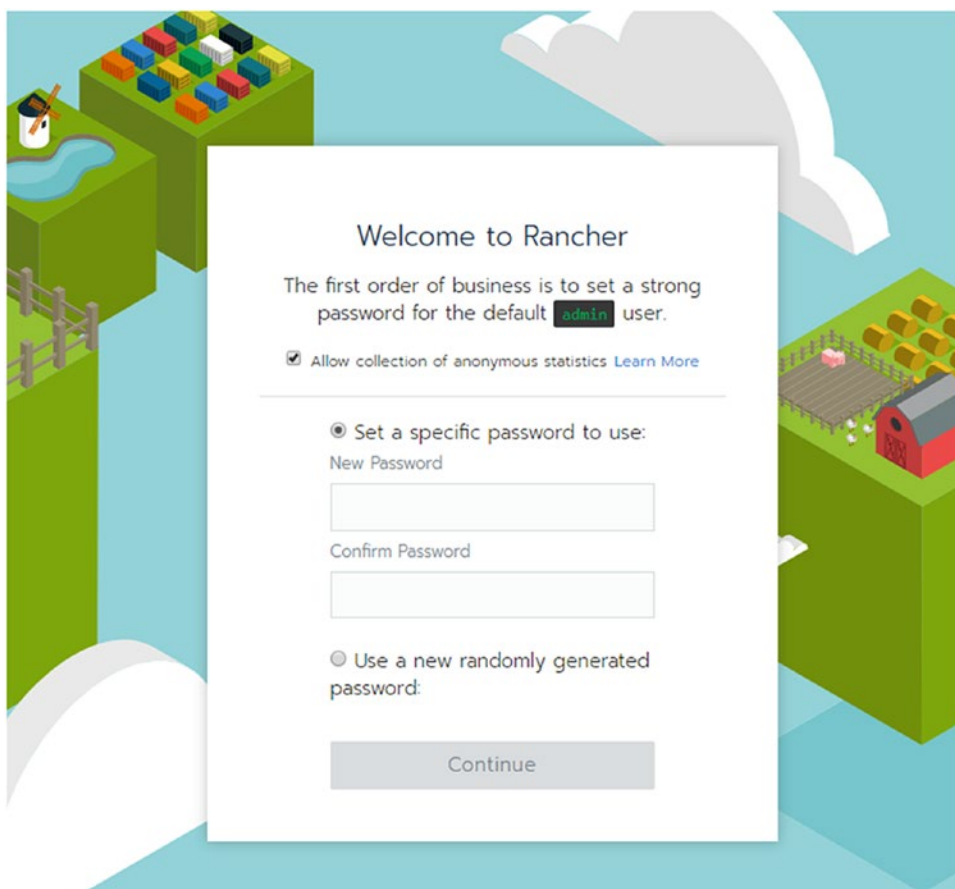 Welcome to Rancher
The first order of business is to set a strong
password for the default admin user.
Allow collection of anonymous statistics Learn More
Set a specific password to use:
New Password
Confirm Password
Use a new randomly generated
password:
Continue